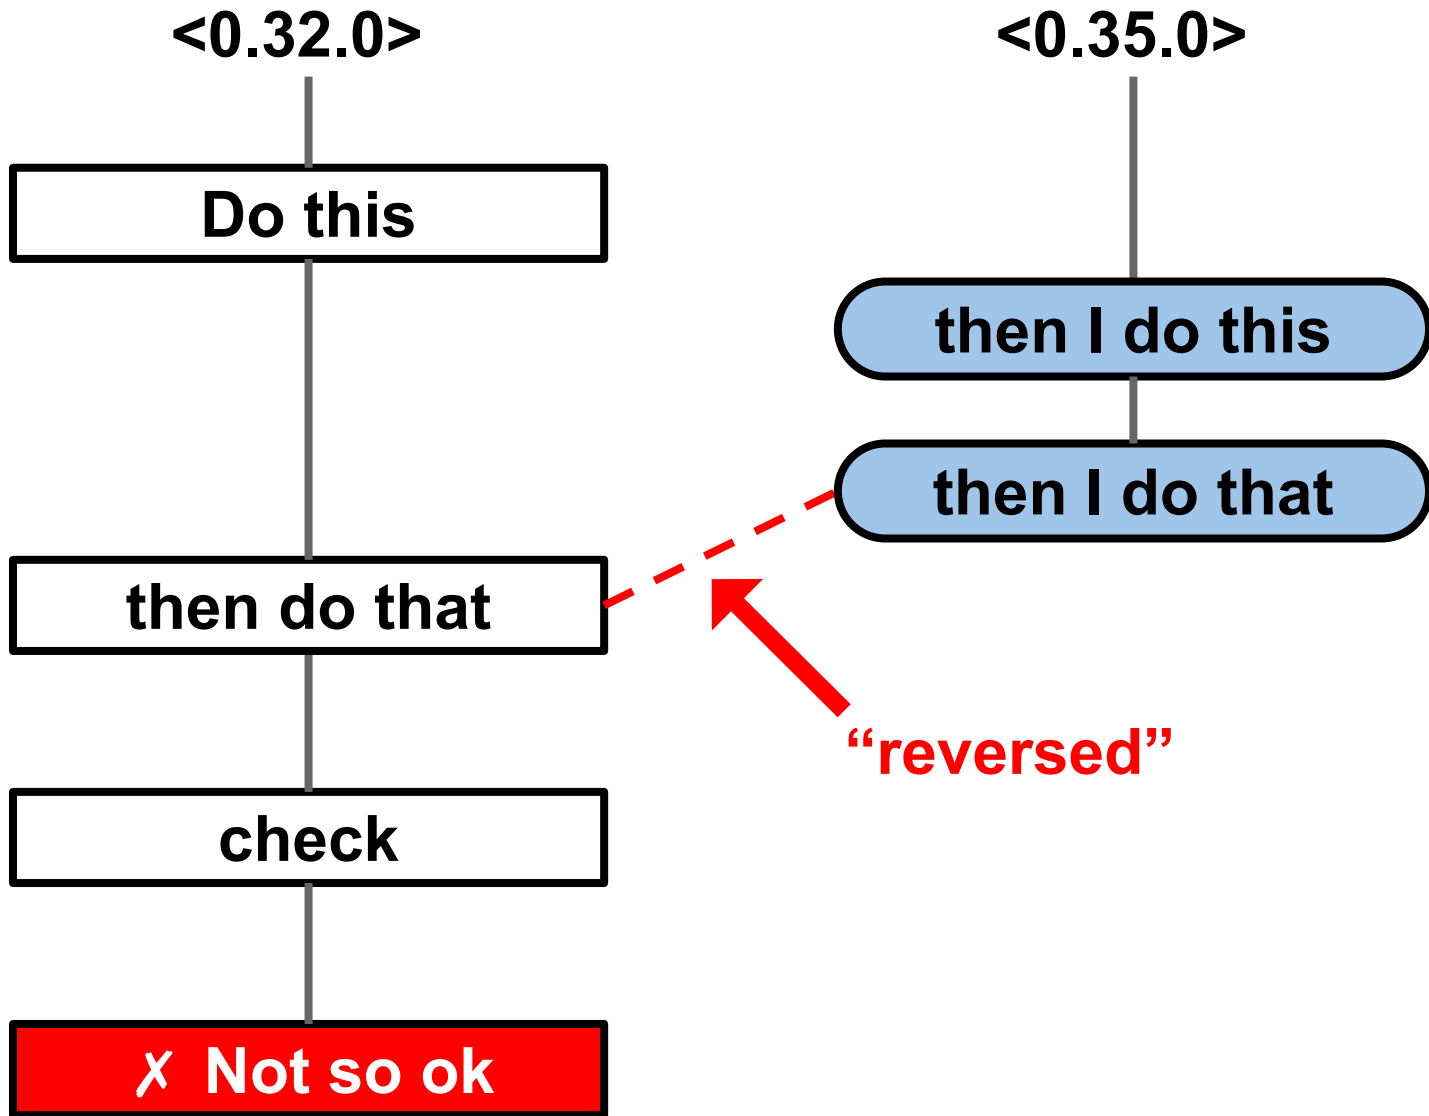 <0.32.0>
<0.35.0>
Do this
then I do this
then I do that
then do that
“reversed”
check
✗ Not so ok